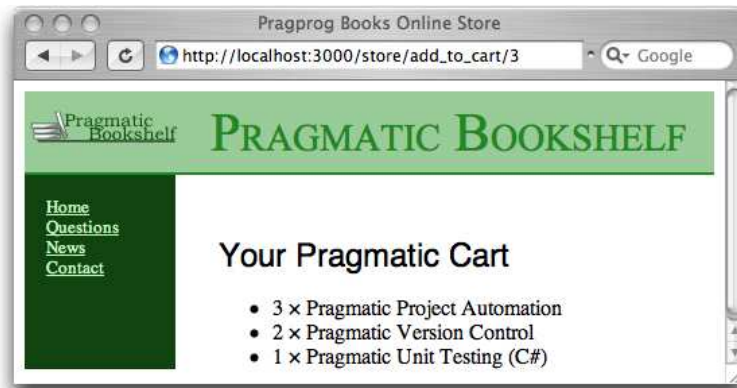 Pragprog Books Online Store
http://localhost:3000/store/add_to_cart/3
Google
Pragmatic
Bookshelf
PRAGMATIC BOOKSHELF
Home
Questions
News
Contact
Your Pragmatic Cart
• 3 × Pragmatic Project Automation
• 2 × Pragmatic Version Control
• 1 × Pragmatic Unit Testing (C#)